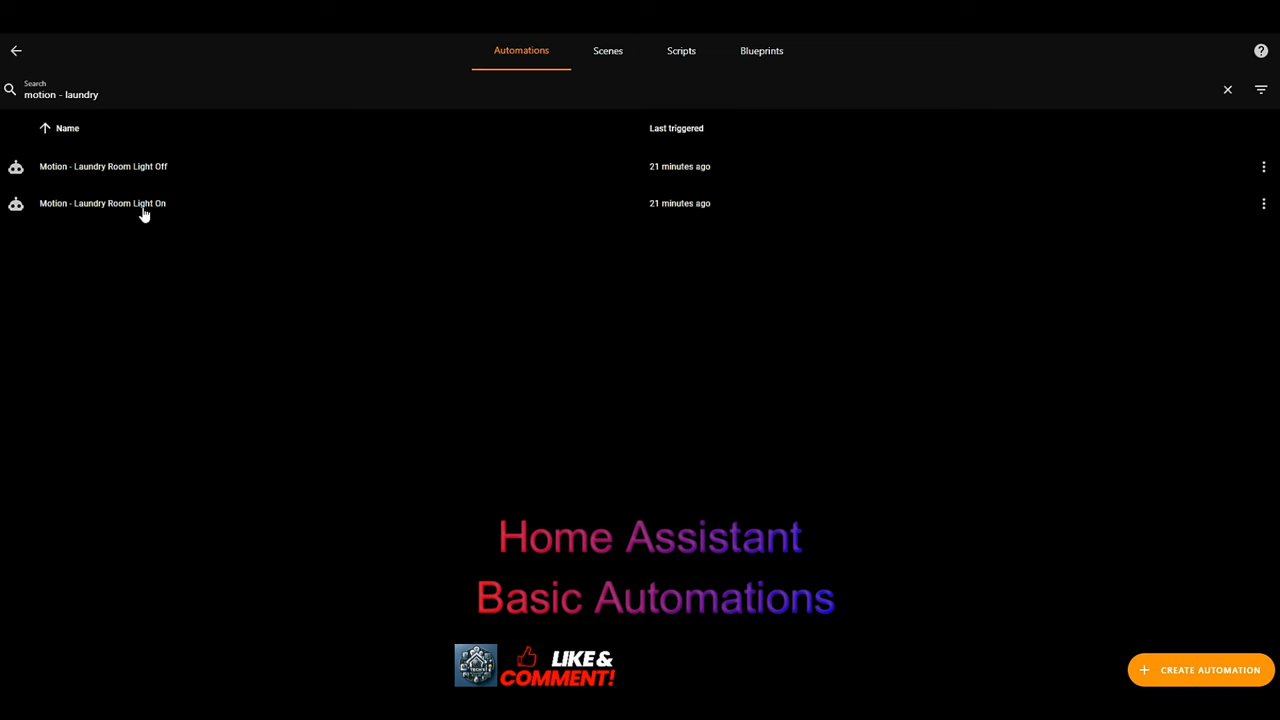 Automations
Scenes
Scripts
Blueprints
Search
motion - laundry
Name
Last triggered
Motion - Laundry Room Light Off
21 minutes ago
Motion - Laundry Room Light On
21 minutes ago
Home Assistant
Basic Automations
LIKE &
COMMENT!
CREATE AUTOMATION